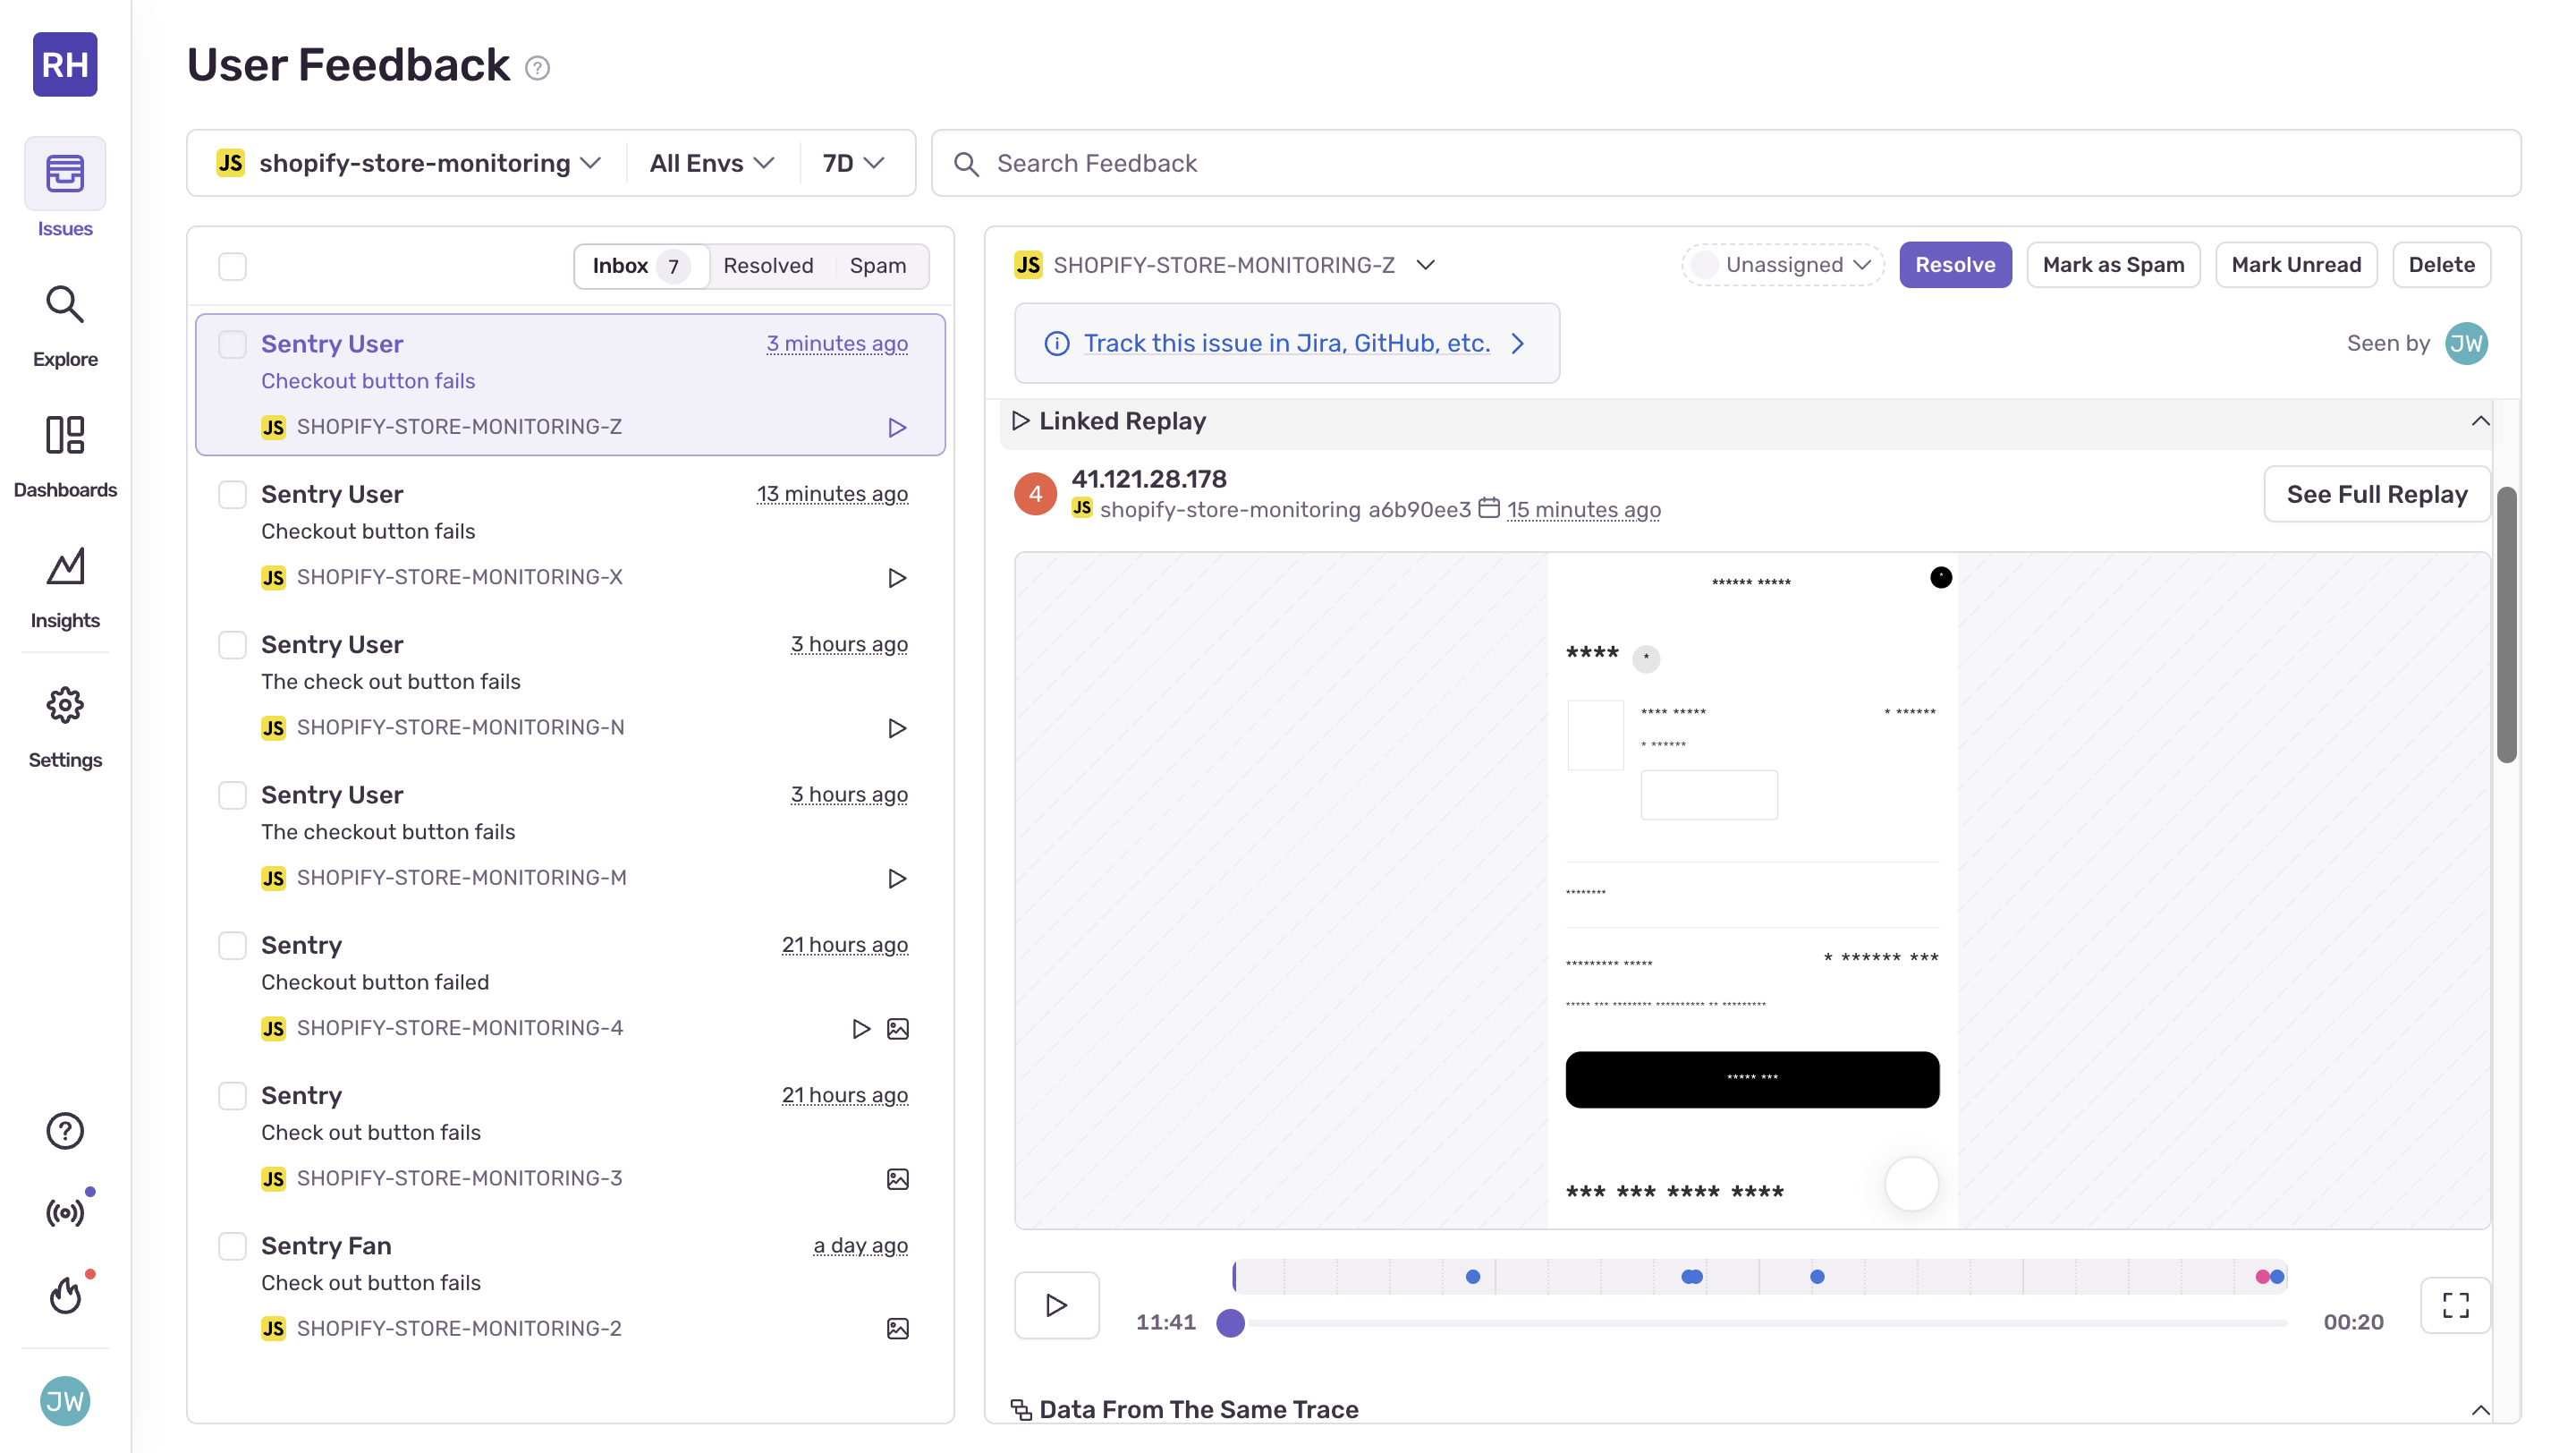 RH
Issues
Explore
Dashboards
Insights
Settings
JW
User Feedback ?
JS shopify-store-monitoring
All Envs
7D
Search Feedback
Inbox 7
Resolved
Spam
Sentry User
3 minutes ago
Checkout button fails
JS SHOPIFY-STORE-MONITORING-Z
Sentry User
13 minutes ago
Checkout button fails
JS SHOPIFY-STORE-MONITORING-X
Sentry User
3 hours ago
The check out button fails
JS SHOPIFY-STORE-MONITORING-N
Sentry User
3 hours ago
The checkout button fails
JS SHOPIFY-STORE-MONITORING-M
Sentry
21 hours ago
Checkout button failed
JS SHOPIFY-STORE-MONITORING-4
Sentry
21 hours ago
Check out button fails
JS SHOPIFY-STORE-MONITORING-3
Sentry Fan
a day ago
Check out button fails
JS SHOPIFY-STORE-MONITORING-2
JS SHOPIFY-STORE-MONITORING-Z
Unassigned
Resolve
Mark as Spam
Mark Unread
Delete
Track this issue in Jira, GitHub, etc.
Seen by JW
Linked Replay
4
41.121.28.178
JS shopify-store-monitoring a6b90ee3 15 minutes ago
See Full Replay
****** *****
*
**** *
**** *****
* ******
* ******
********
********* *****
* ****** ***
***** *** ******** ********** ** *********
***** ***
*** *** **** ****
11:41
00:20
Data From The Same Trace